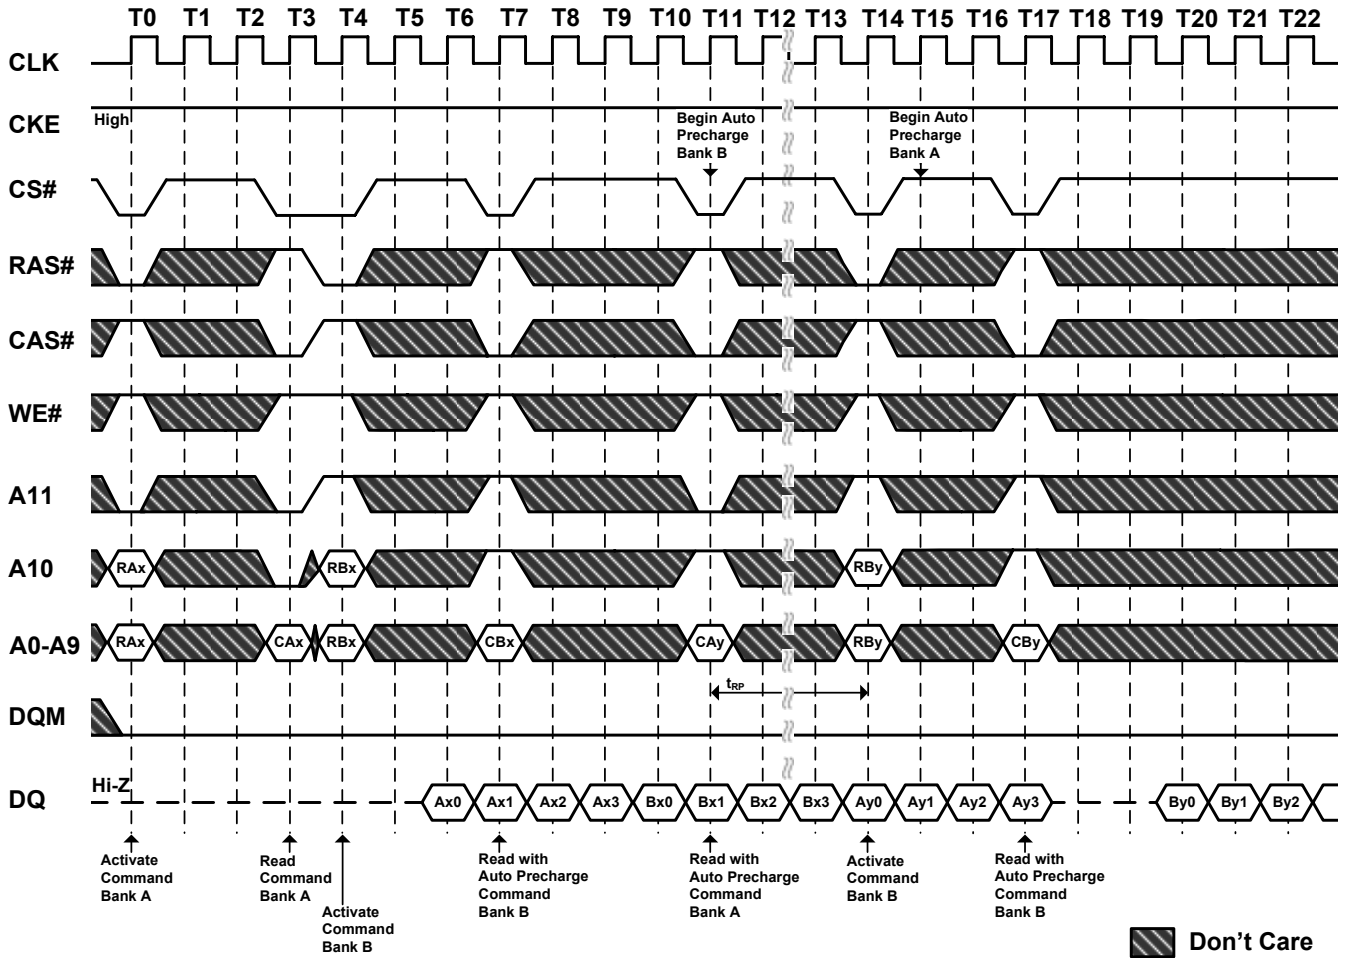 T0 T1 T2 T3 T4 T5 T6 T7 T8 T9 T10 T11 T12 T13 T14 T15 T16 T17 T18 T19 T20 T21 T22
CLK
CKE
High
Begin Auto
Precharge
Bank B
Begin Auto
Precharge
Bank A
CS#
RAS#
CAS#
WE#
A11
A10
RAx RBx RBy
A0-A9
RAx CAx RBx CBx CAy RBy CBy
tRP
DQM
DQ
Hi-Z
Ax0 Ax1 Ax2 Ax3 Bx0 Bx1 Bx2 Bx3 Ay0 Ay1 Ay2 Ay3 By0 By1 By2
Activate
Command
Bank A
Read
Command
Bank A
Activate
Command
Bank B
Read with
Auto Precharge
Command
Bank B
Read with
Auto Precharge
Command
Bank A
Activate
Command
Bank B
Read with
Auto Precharge
Command
Bank B
Don't Care